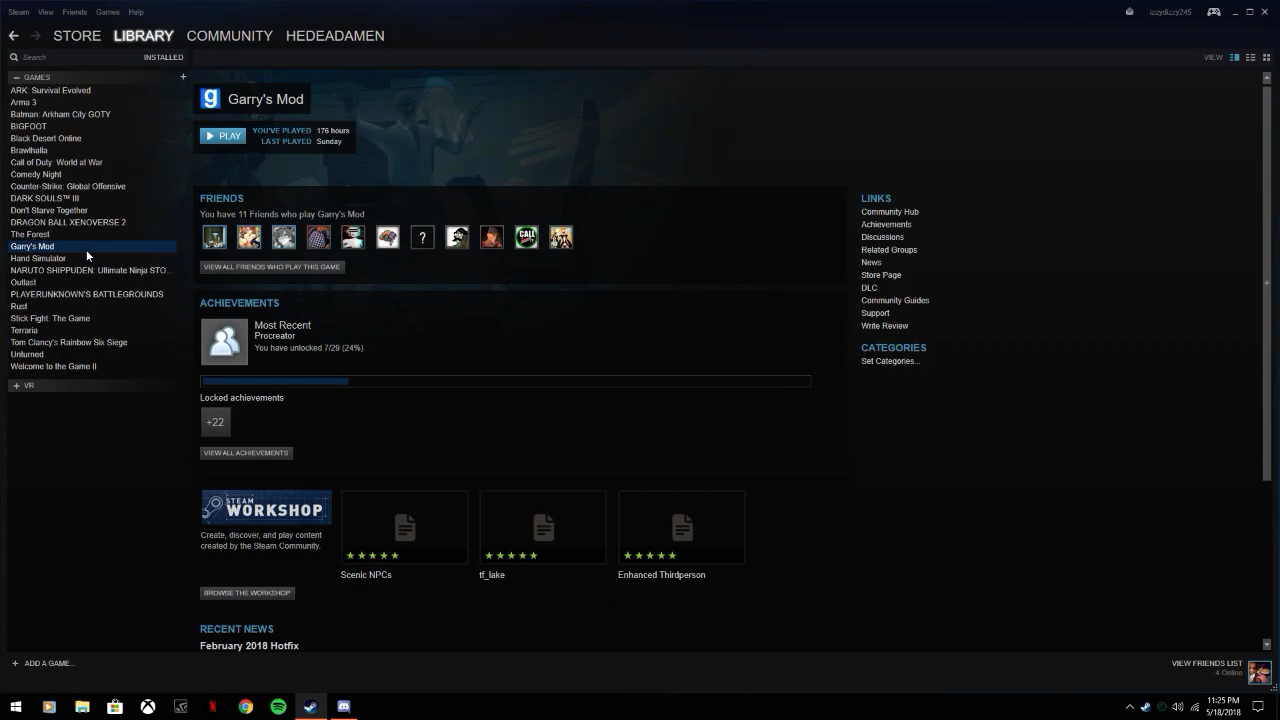 Steam View Friends Games Help
izzydizzy245
STORE LIBRARY COMMUNITY HEDEADAMEN
Search INSTALLED
VIEW
GAMES
ARK: Survival Evolved
Arma 3
Batman: Arkham City GOTY
BIGFOOT
Black Desert Online
Brawlhalla
Call of Duty: World at War
Comedy Night
Counter-Strike: Global Offensive
DARK SOULS™ III
Don't Starve Together
DRAGON BALL XENOVERSE 2
The Forest
Garry's Mod
Hand Simulator
NARUTO SHIPPUDEN: Ultimate Ninja STO...
Outlast
PLAYERUNKNOWN'S BATTLEGROUNDS
Rust
Stick Fight: The Game
Terraria
Tom Clancy's Rainbow Six Siege
Unturned
Welcome to the Game II
VR
g Garry's Mod
PLAY
YOU'VE PLAYED 176 hours
LAST PLAYED Sunday
FRIENDS
You have 11 Friends who play Garry's Mod
?
VIEW ALL FRIENDS WHO PLAY THIS GAME
ACHIEVEMENTS
Most Recent
Procreator
You have unlocked 7/29 (24%)
Locked achievements
+22
VIEW ALL ACHIEVEMENTS
STEAM
WORKSHOP
Create, discover, and play content
created by the Steam Community.
Scenic NPCs
tf_lake
Enhanced Thirdperson
BROWSE THE WORKSHOP
RECENT NEWS
February 2018 Hotfix
LINKS
Community Hub
Achievements
Discussions
Related Groups
News
Store Page
DLC
Community Guides
Support
Write Review
CATEGORIES
Set Categories...
ADD A GAME...
VIEW FRIENDS LIST
4 Online
11:25 PM
5/18/2018